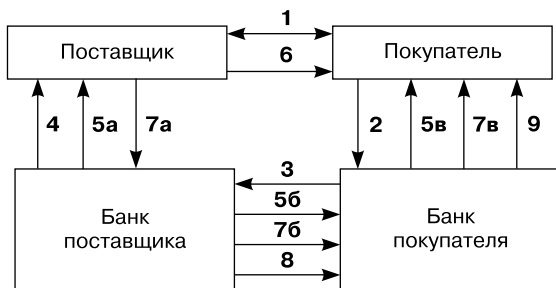 1
Поставщик
6
Покупатель
4
5а
7а
2
5в
7в
9
3
Банк
поставщика
5б
7б
8
Банк
покупателя